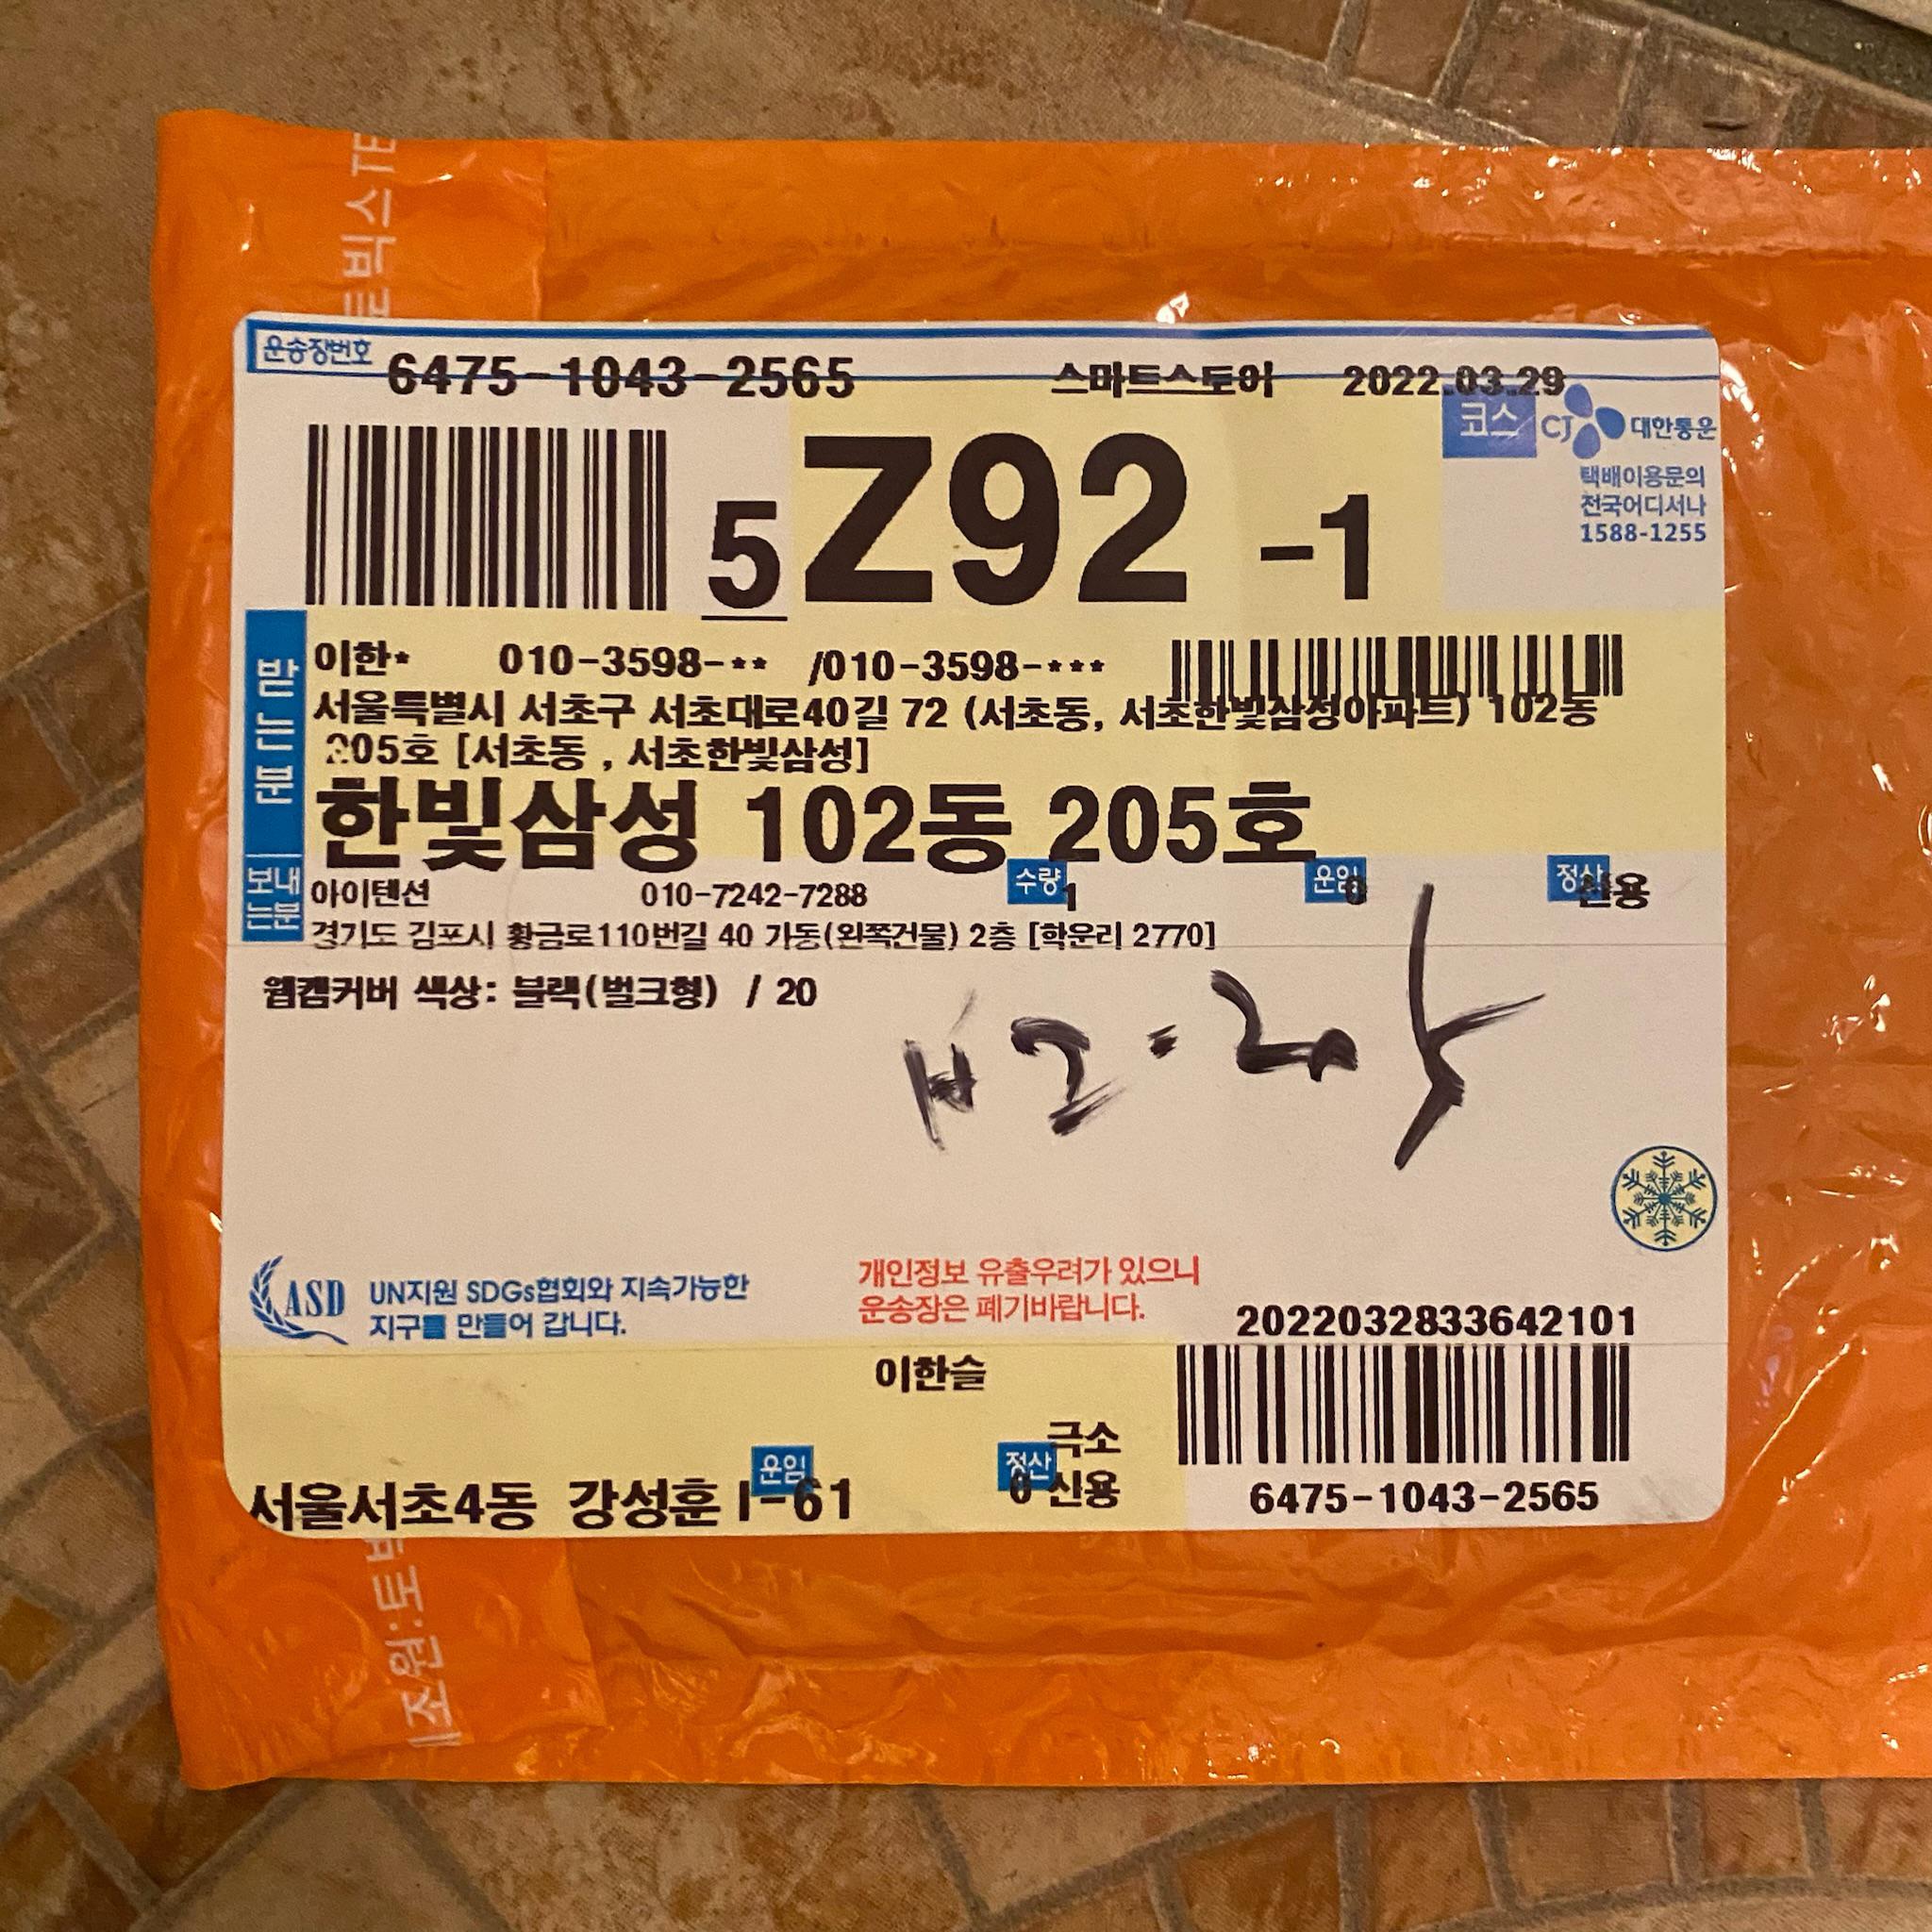 운송장번호 6475-1043-2565 스마트스토어 2022.03.29
코스 CJ 대한통운
택배이용문의
전국어디서나
1588-1255
5 Z92 -1
받는분
이한* 010-3598-** /010-3598-***
서울특별시 서초구 서초대로40길 72 (서초동, 서초한빛삼성아파트) 102동
205호 [서초동 , 서초한빛삼성]
한빛삼성 102동 205호
보내는분
아이텐션 010-7242-7288 수량 1 운임 0 정산 신용
경기도 김포시 황금로110번길 40 가동(왼쪽건물) 2층 [학운리 2770]
웹캠커버 색상: 블랙(벌크형) / 20
102-205
ASD UN지원 SDGs협회와 지속가능한
지구를 만들어 갑니다.
개인정보 유출우려가 있으니
운송장은 폐기바랍니다.
2022032833642101
이한슬
극소
서울서초4동 강성훈 I-61 운임 정산 0 신용
6475-1043-2565